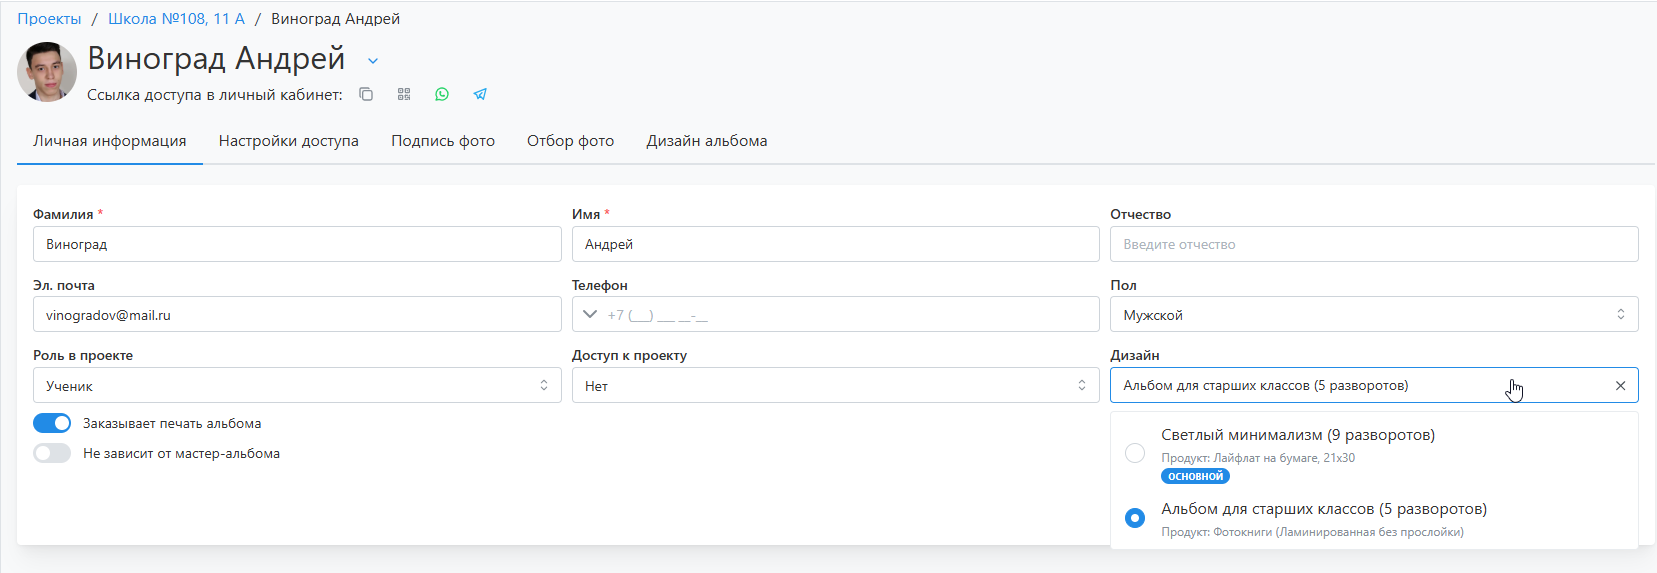 Проекты / Школа №108, 11 А / Виноград Андрей
Виноград Андрей
Ссылка доступа в личный кабинет:
Личная информация Настройки доступа Подпись фото Отбор фото Дизайн альбома
Фамилия * Имя * Отчество
Виноград Андрей Введите отчество
Эл. почта Телефон Пол
vinogradov@mail.ru +7 (___) ___ __-__ Мужской
Роль в проекте Доступ к проекту Дизайн
Ученик Нет Альбом для старших классов (5 разворотов)
Заказывает печать альбома
Не зависит от мастер-альбома
Светлый минимализм (9 разворотов)
Продукт: Лайфлат на бумаге, 21x30
ОСНОВНОЙ
Альбом для старших классов (5 разворотов)
Продукт: Фотокниги (Ламинированная без прослойки)